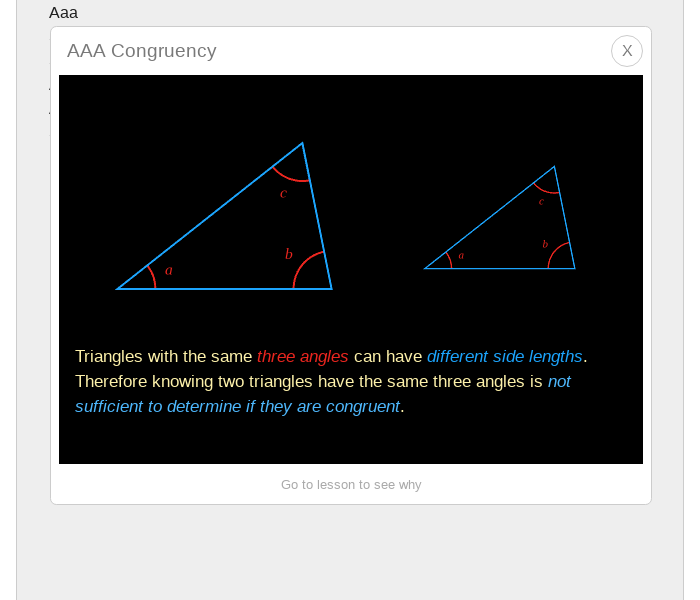 Aaa
AAA Congruency
X
c
b
a
c
b
a
Triangles with the same three angles can have different side lengths.
Therefore knowing two triangles have the same three angles is not
sufficient to determine if they are congruent.
Go to lesson to see why